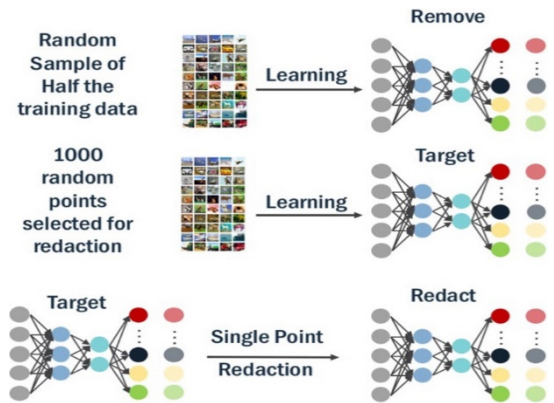 Random
Sample of
Half the
training data
Learning
Remove
1000
random
points
selected for
redaction
Learning
Target
Target
Single Point
Redaction
Redact